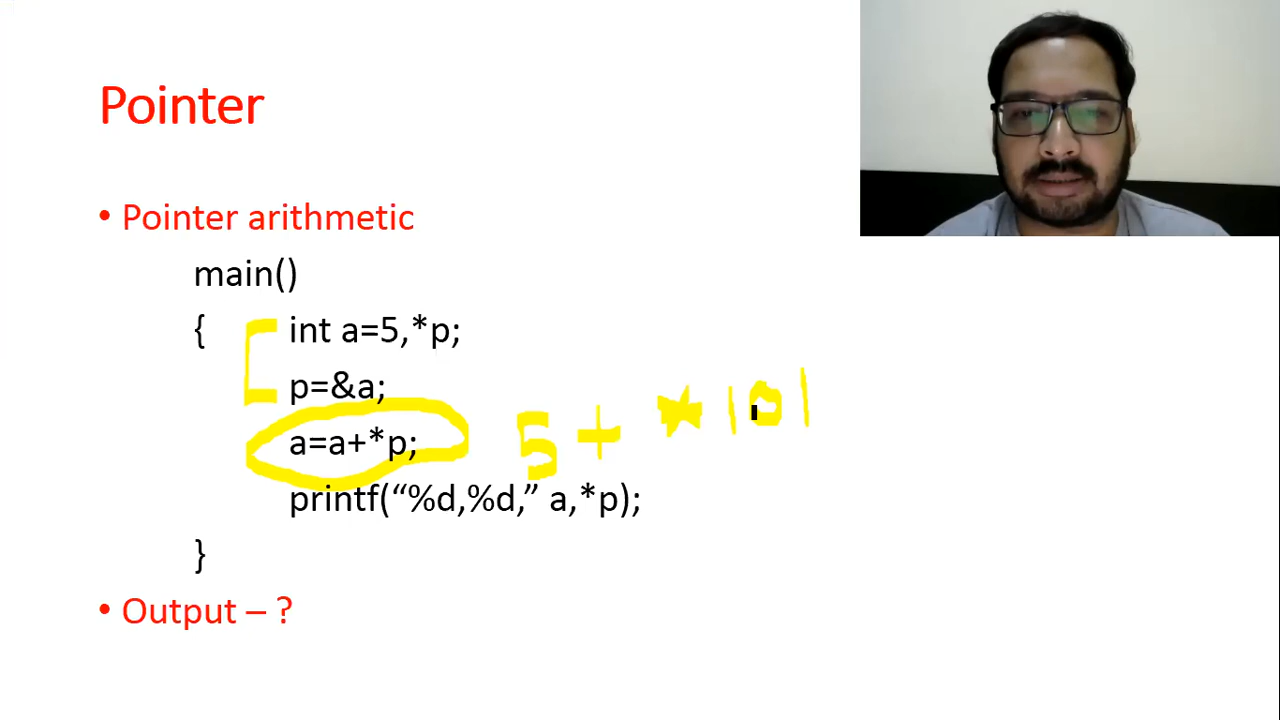 Pointer
• Pointer arithmetic
main()
{ int a=5,*p;
p=&a;
a=a+*p;
5 + *101
printf(“%d,%d,” a,*p);
}
• Output – ?